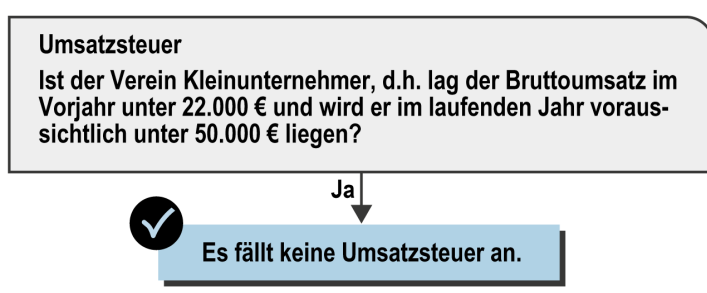 Umsatzsteuer
Ist der Verein Kleinunternehmer, d.h. lag der Bruttoumsatz im
Vorjahr unter 22.000 € und wird er im laufenden Jahr voraus-
sichtlich unter 50.000 € liegen?
Ja
Es fällt keine Umsatzsteuer an.